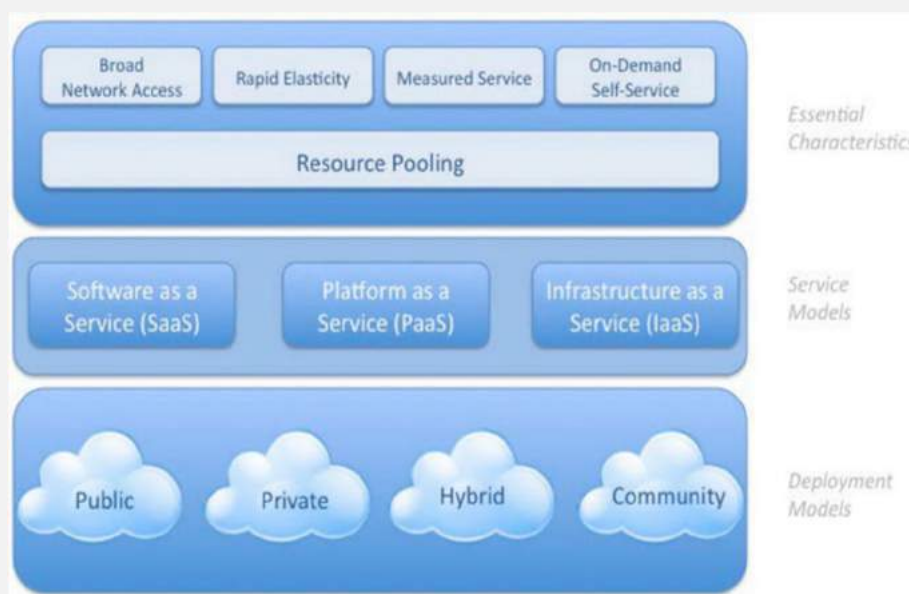 Broad
Network Access
Rapid Elasticity
Measured Service
On-Demand
Self-Service
Resource Pooling
Essential
Characteristics
Software as a
Service (SaaS)
Platform as a
Service (PaaS)
Infrastructure as a
Service (IaaS)
Service
Models
Public
Private
Hybrid
Community
Deployment
Models